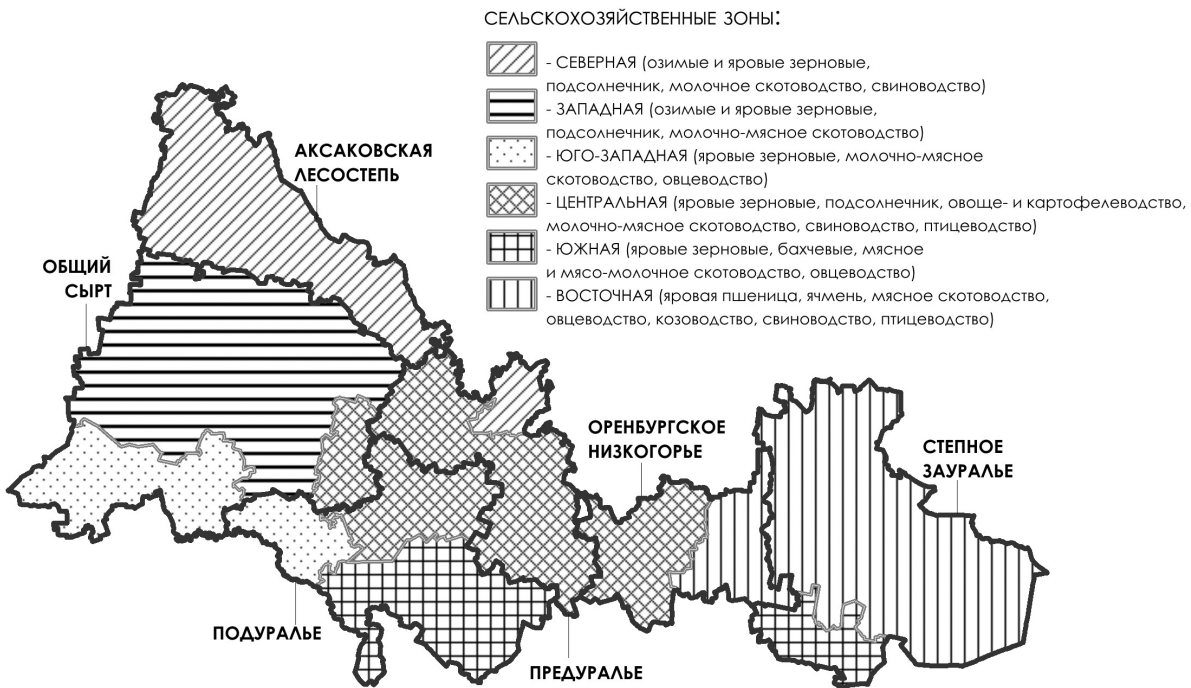 СЕЛЬСКОХОЗЯЙСТВЕННЫЕ ЗОНЫ:
- СЕВЕРНАЯ (озимые и яровые зерновые,
подсолнечник, молочное скотоводство, свиноводство)
- ЗАПАДНАЯ (озимые и яровые зерновые,
подсолнечник, молочно-мясное скотоводство)
- ЮГО-ЗАПАДНАЯ (яровые зерновые, молочно-мясное
скотоводство, овцеводство)
- ЦЕНТРАЛЬНАЯ (яровые зерновые, подсолнечник, овоще- и картофелеводство,
молочно-мясное скотоводство, свиноводство, птицеводство)
- ЮЖНАЯ (яровые зерновые, бахчевые, мясное
и мясо-молочное скотоводство, овцеводство)
- ВОСТОЧНАЯ (яровая пшеница, ячмень, мясное скотоводство,
овцеводство, козоводство, свиноводство, птицеводство)
АКСАКОВСКАЯ
ЛЕСОСТЕПЬ
ОБЩИЙ
СЫРТ
ОРЕНБУРГСКОЕ
НИЗКОГОРЬЕ
СТЕПНОЕ
ЗАУРАЛЬЕ
ПОДУРАЛЬЕ
ПРЕДУРАЛЬЕ